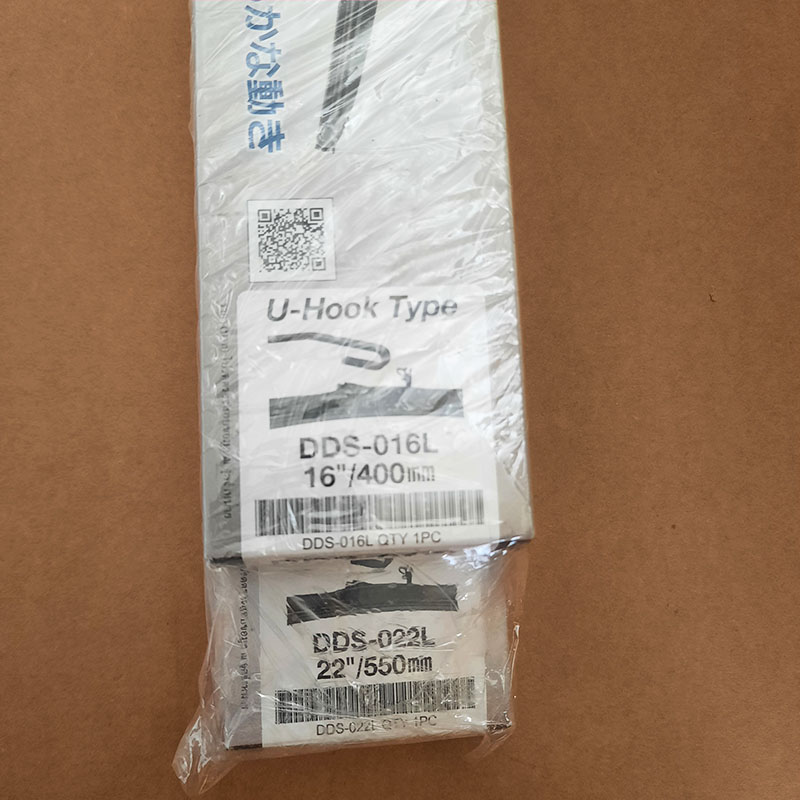 かな動き
U-Hook Type
DDS-016L
16"/400mm
DDS-016L QTY 1PC
DDS-022L
22"/550mm
DDS-022L QTY 1PC